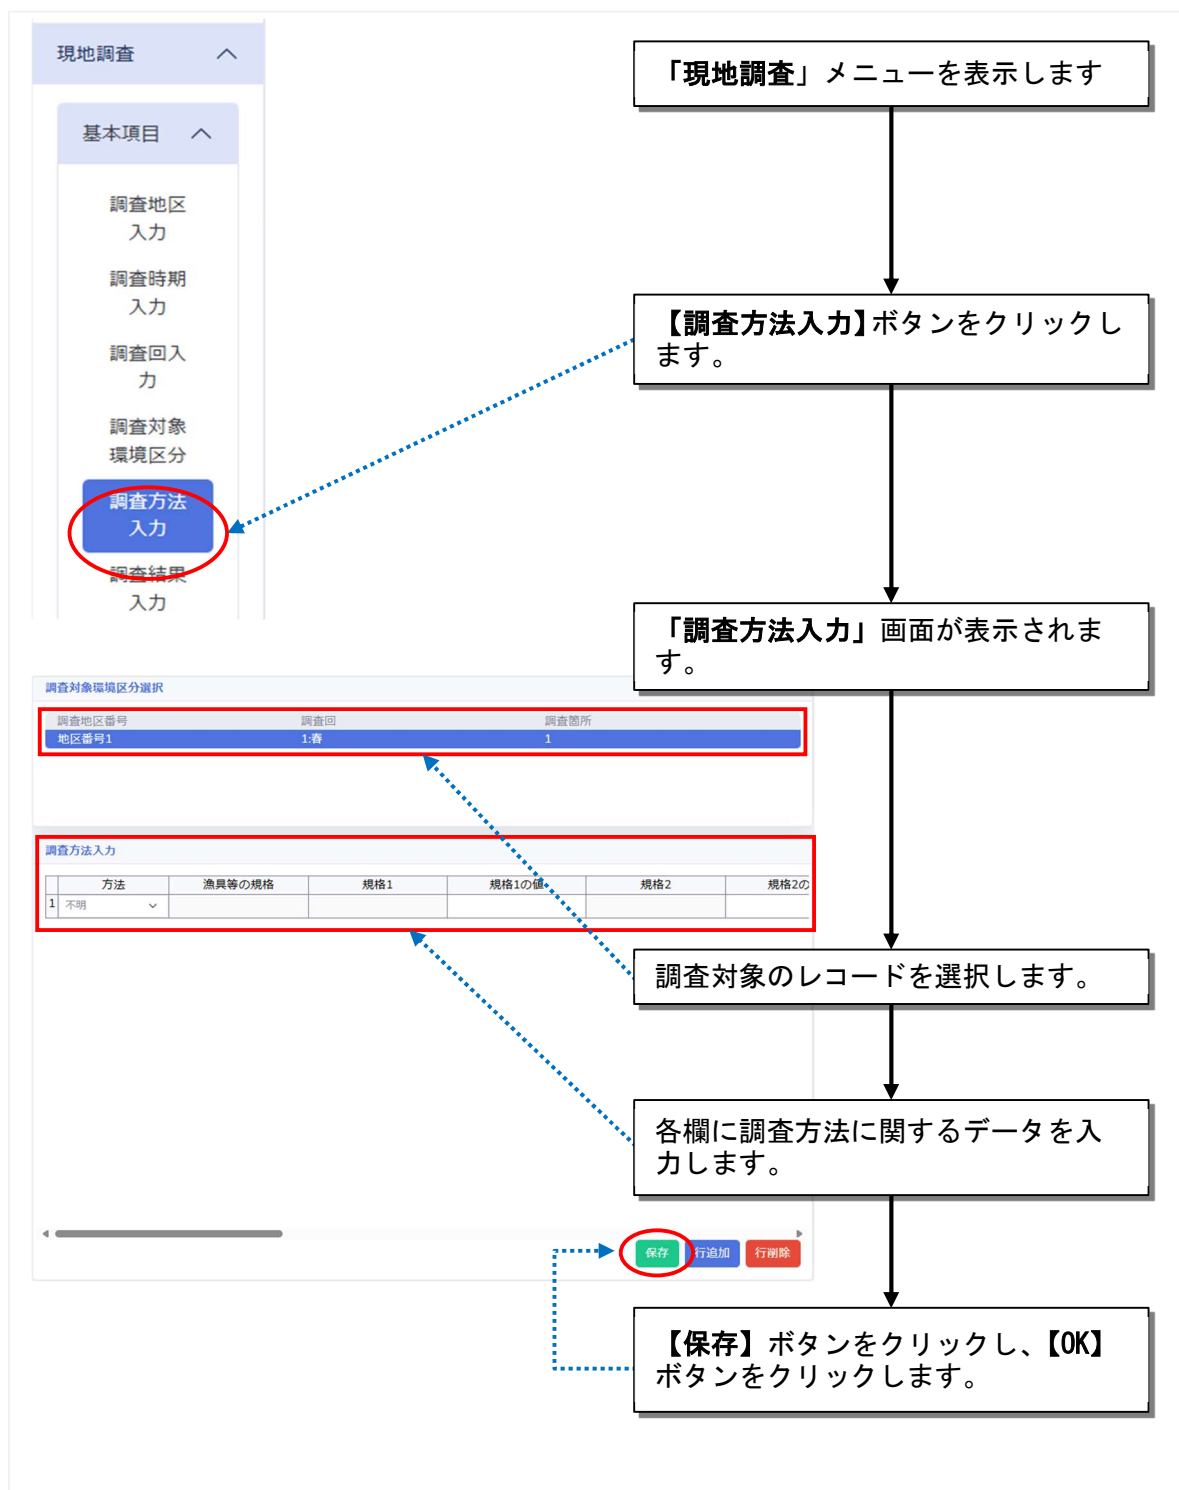 現地調査
基本項目
調査地区
入力
調査時期
入力
調査回入
力
調査対象
環境区分
調査方法
入力
調査結果
入力
「現地調査」メニューを表示します
【調査方法入力】ボタンをクリックし
ます。
「調査方法入力」画面が表示されま
す。
調査対象環境区分選択
調査地区番号 調査回 調査箇所
地区番号1 1:春 1
調査方法入力
方法 漁具等の規格 規格1 規格1の値 規格2 規格2の
1 不明
調査対象のレコードを選択します。
各欄に調査方法に関するデータを入
力します。
保存 行追加 行削除
【保存】ボタンをクリックし、【OK】
ボタンをクリックします。